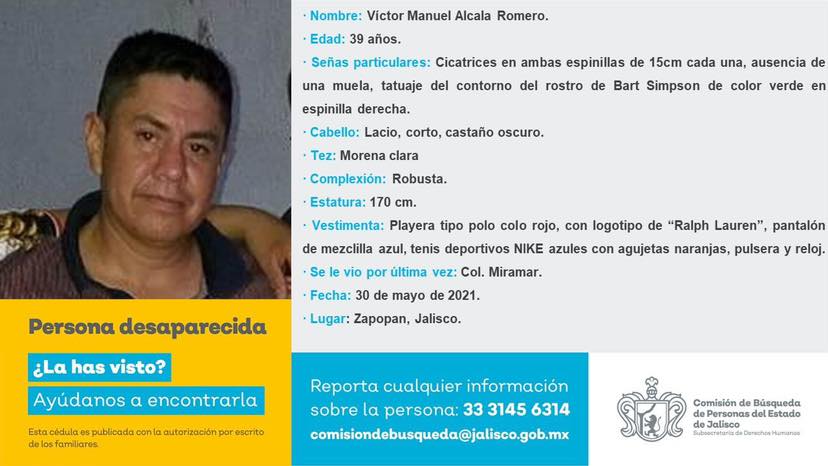 · Nombre: Víctor Manuel Alcala Romero.
· Edad: 39 años.
· Señas particulares: Cicatrices en ambas espinillas de 15cm cada una, ausencia de
una muela, tatuaje del contorno del rostro de Bart Simpson de color verde en
espinilla derecha.
· Cabello: Lacio, corto, castaño oscuro.
· Tez: Morena clara
· Complexión: Robusta.
· Estatura: 170 cm.
· Vestimenta: Playera tipo polo colo rojo, con logotipo de “Ralph Lauren”, pantalón
de mezclilla azul, tenis deportivos NIKE azules con agujetas naranjas, pulsera y reloj.
· Se le vio por última vez: Col. Miramar.
· Fecha: 30 de mayo de 2021.
· Lugar: Zapopan, Jalisco.
Persona desaparecida
¿La has visto?
Ayúdanos a encontrarla
Esta cédula es publicada con la autorización por escrito
de los familiares.
Reporta cualquier información
sobre la persona: 33 3145 6314
comisiondebusqueda@jalisco.gob.mx
Comisión de Búsqueda
de Personas del Estado
de Jalisco
Subsecretaría de Derechos Humanos